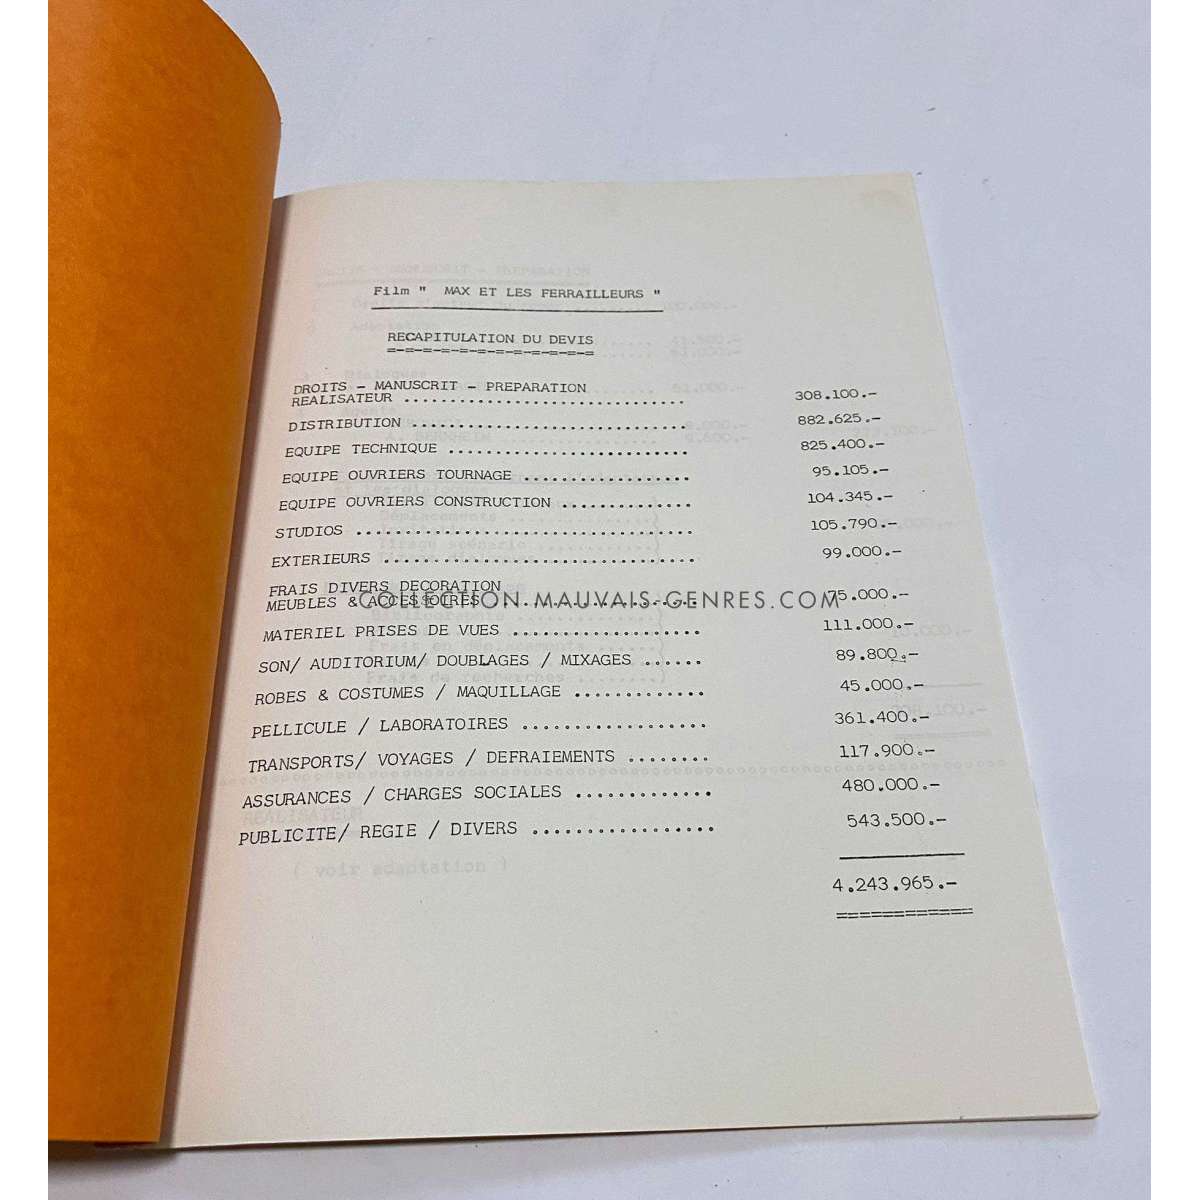 Film " MAX ET LES FERRAILLEURS "
RECAPITULATION DU DEVIS
=-=-=-=-=-=-=-=-=-=-=-=
DROITS - MANUSCRIT - PREPARATION
REALISATEUR ............................... 308.100.-
DISTRIBUTION .............................. 882.625.-
EQUIPE TECHNIQUE .......................... 825.400.-
EQUIPE OUVRIERS TOURNAGE .................. 95.105.-
EQUIPE OUVRIERS CONSTRUCTION .............. 104.345.-
STUDIOS ................................... 105.790.-
EXTERIEURS ................................ 99.000.-
FRAIS DIVERS DECORATION
MEUBLES & ACCESSOIRES ..................... 75.000.-
COLLECTION MAUVAIS-GENRES.COM
MATERIEL PRISES DE VUES ................... 111.000.-
SON/ AUDITORIUM/ DOUBLAGES / MIXAGES ...... 89.800.-
ROBES & COSTUMES / MAQUILLAGE ............. 45.000.-
PELLICULE / LABORATOIRES .................. 361.400.-
TRANSPORTS/ VOYAGES / DEFRAIEMENTS ........ 117.900.-
ASSURANCES / CHARGES SOCIALES ............. 480.000.-
PUBLICITE/ REGIE / DIVERS ................. 543.500.-
4.243.965.-
============
REALISATEUR
( voir adaptation )